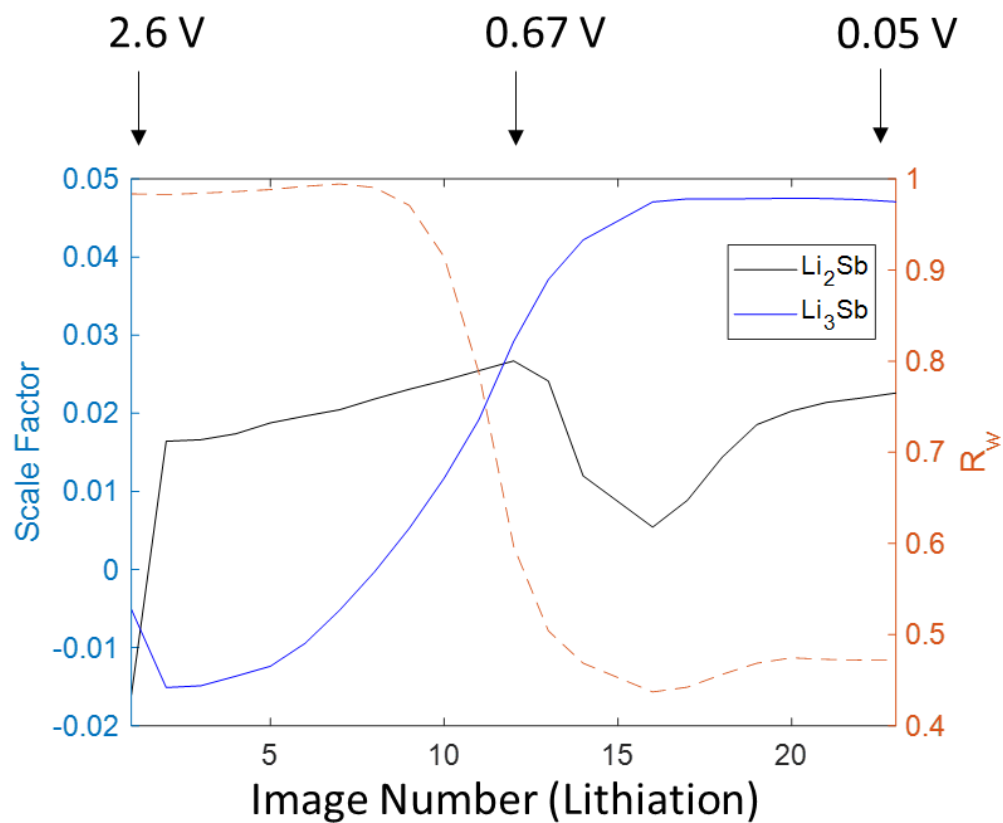 2.6 V 0.67 V 0.05 V
0.05 1
0.04 0.9
0.03 0.8
0.02 0.7
0.01 0.6
0 0.5
-0.01 0.4
-0.02
Scale Factor
R_w
Li₂Sb
Li₃Sb
5 10 15 20
Image Number (Lithiation)